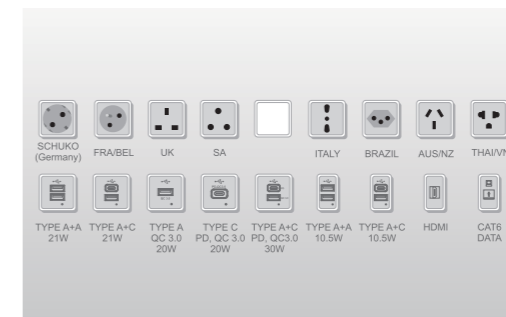 SCHUKO
(Germany)
FRA/BEL
UK
SA
ITALY
BRAZIL
AUS/NZ
THAI/VN
TYPE A+A
21W
TYPE A+C
21W
TYPE A
QC 3.0
20W
TYPE C
PD, QC 3.0
20W
TYPE A+C
PD, QC3.0
30W
TYPE A+A
10.5W
TYPE A+C
10.5W
HDMI
CAT6
DATA